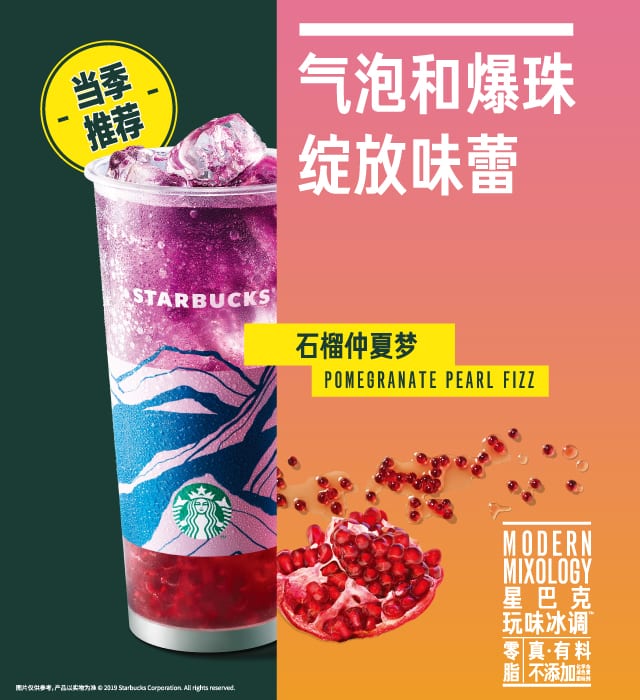 当季
推荐
气泡和爆珠
绽放味蕾
STARBUCKS
石榴仲夏梦
POMEGRANATE PEARL FIZZ
MODERN
MIXOLOGY
星巴克
玩味冰调™
零脂
真·有料
不添加
图片仅供参考,产品以实物为准 © 2019 Starbucks Corporation. All rights reserved.